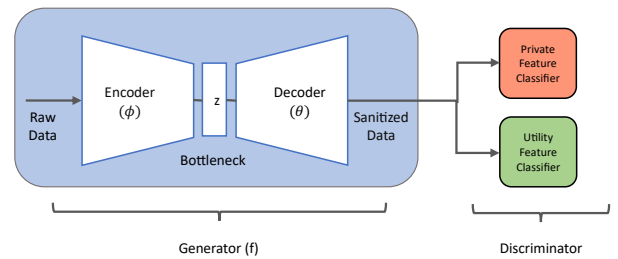 Raw
Data
Encoder
(ϕ)
z
Bottleneck
Decoder
(θ)
Sanitized
Data
Private
Feature
Classifier
Utility
Feature
Classifier
Generator (f)
Discriminator